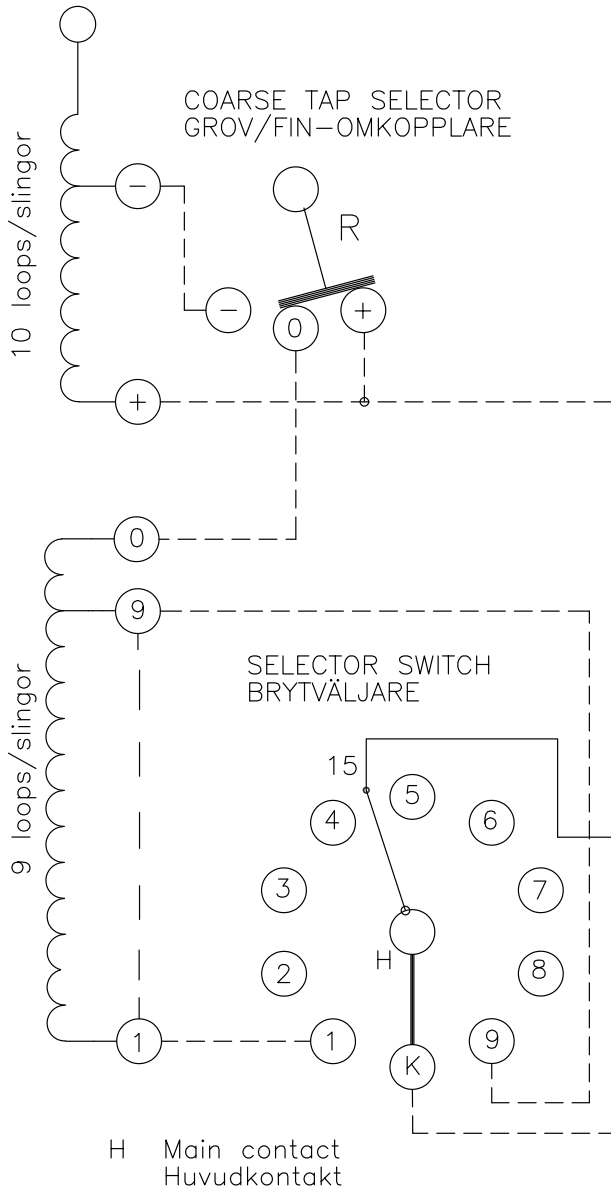 COARSE TAP SELECTOR
GROV/FIN-OMKOPPLARE
10 loops/slingor
−
R
−
0
+
+
0
9
SELECTOR SWITCH
BRYTVÄLJARE
9 loops/slingor
15
5
4
6
3
7
H
2
8
1
1
9
K
H Main contact
Huvudkontakt